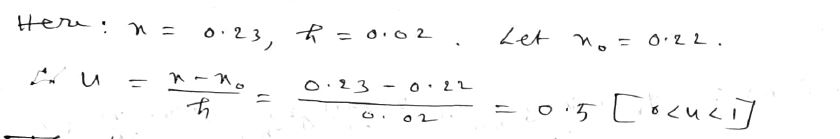 Here: x = 0.23, h = 0.02. Let x₀ = 0.22.
∴ u = (x - x₀)/h = (0.23 - 0.22)/0.02 = 0.5 [0<u<1]